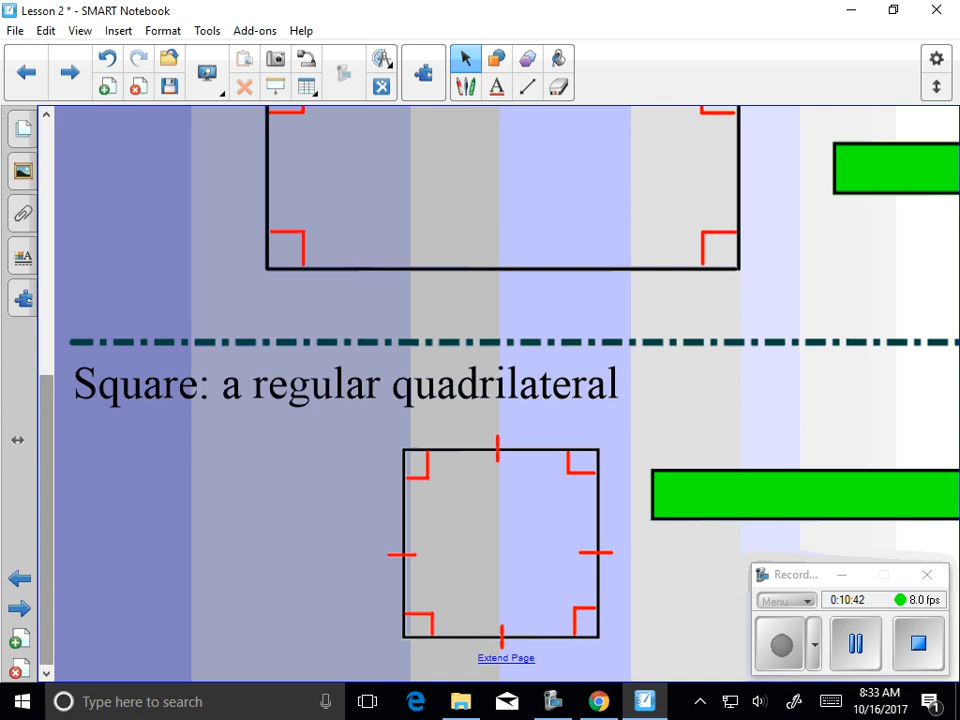 Lesson 2 * - SMART Notebook
File Edit View Insert Format Tools Add-ons Help
Square: a regular quadrilateral
Extend Page
Record...
Menu 0:10:42 8.0 fps
Type here to search
8:33 AM
10/16/2017
1